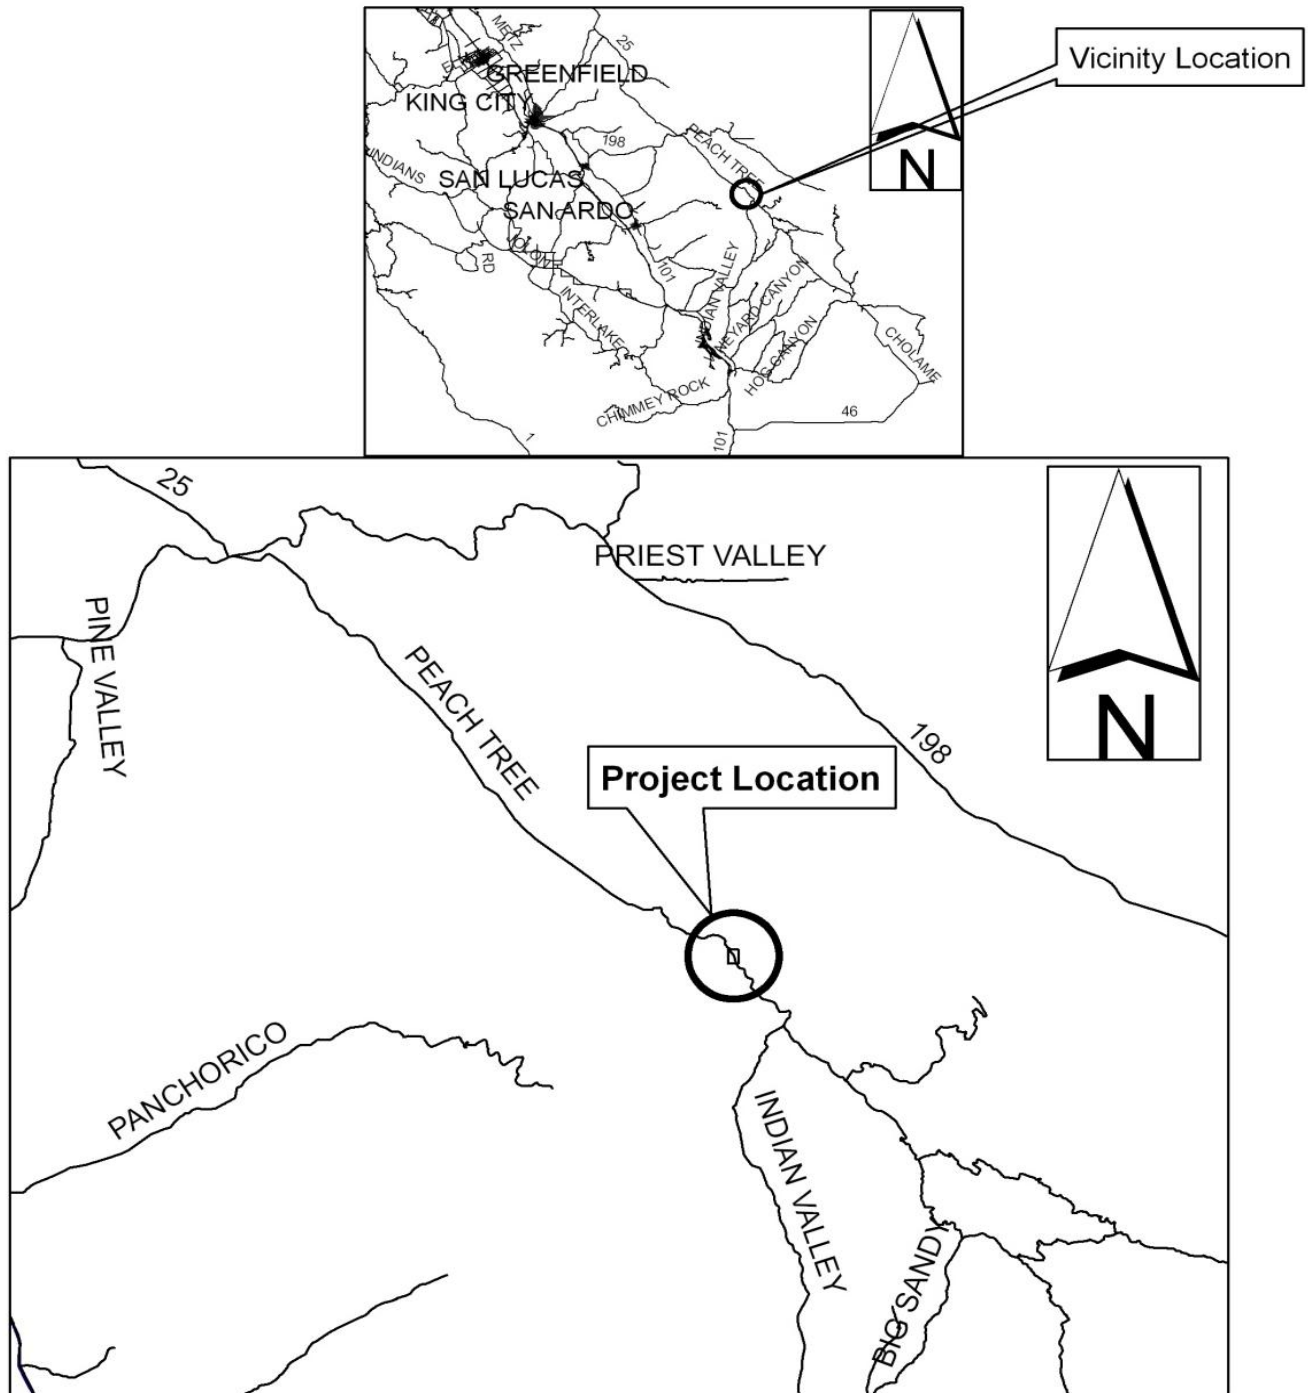 METZ
25
Vicinity Location
GREENFIELD
KING CITY
198
PEACH TREE
N
INDIANS
SAN LUCAS
SAN ARDO
JOLON
RD
101
INDIAN VALLEY
VINEYARD CANYON
INTERLAKE
HOG CANYON
CHOLAME
CHIMMEY ROCK
46
1
101
25
PRIEST VALLEY
PINE VALLEY
PEACH TREE
N
198
Project Location
PANCHORICO
INDIAN VALLEY
BIG SANDY